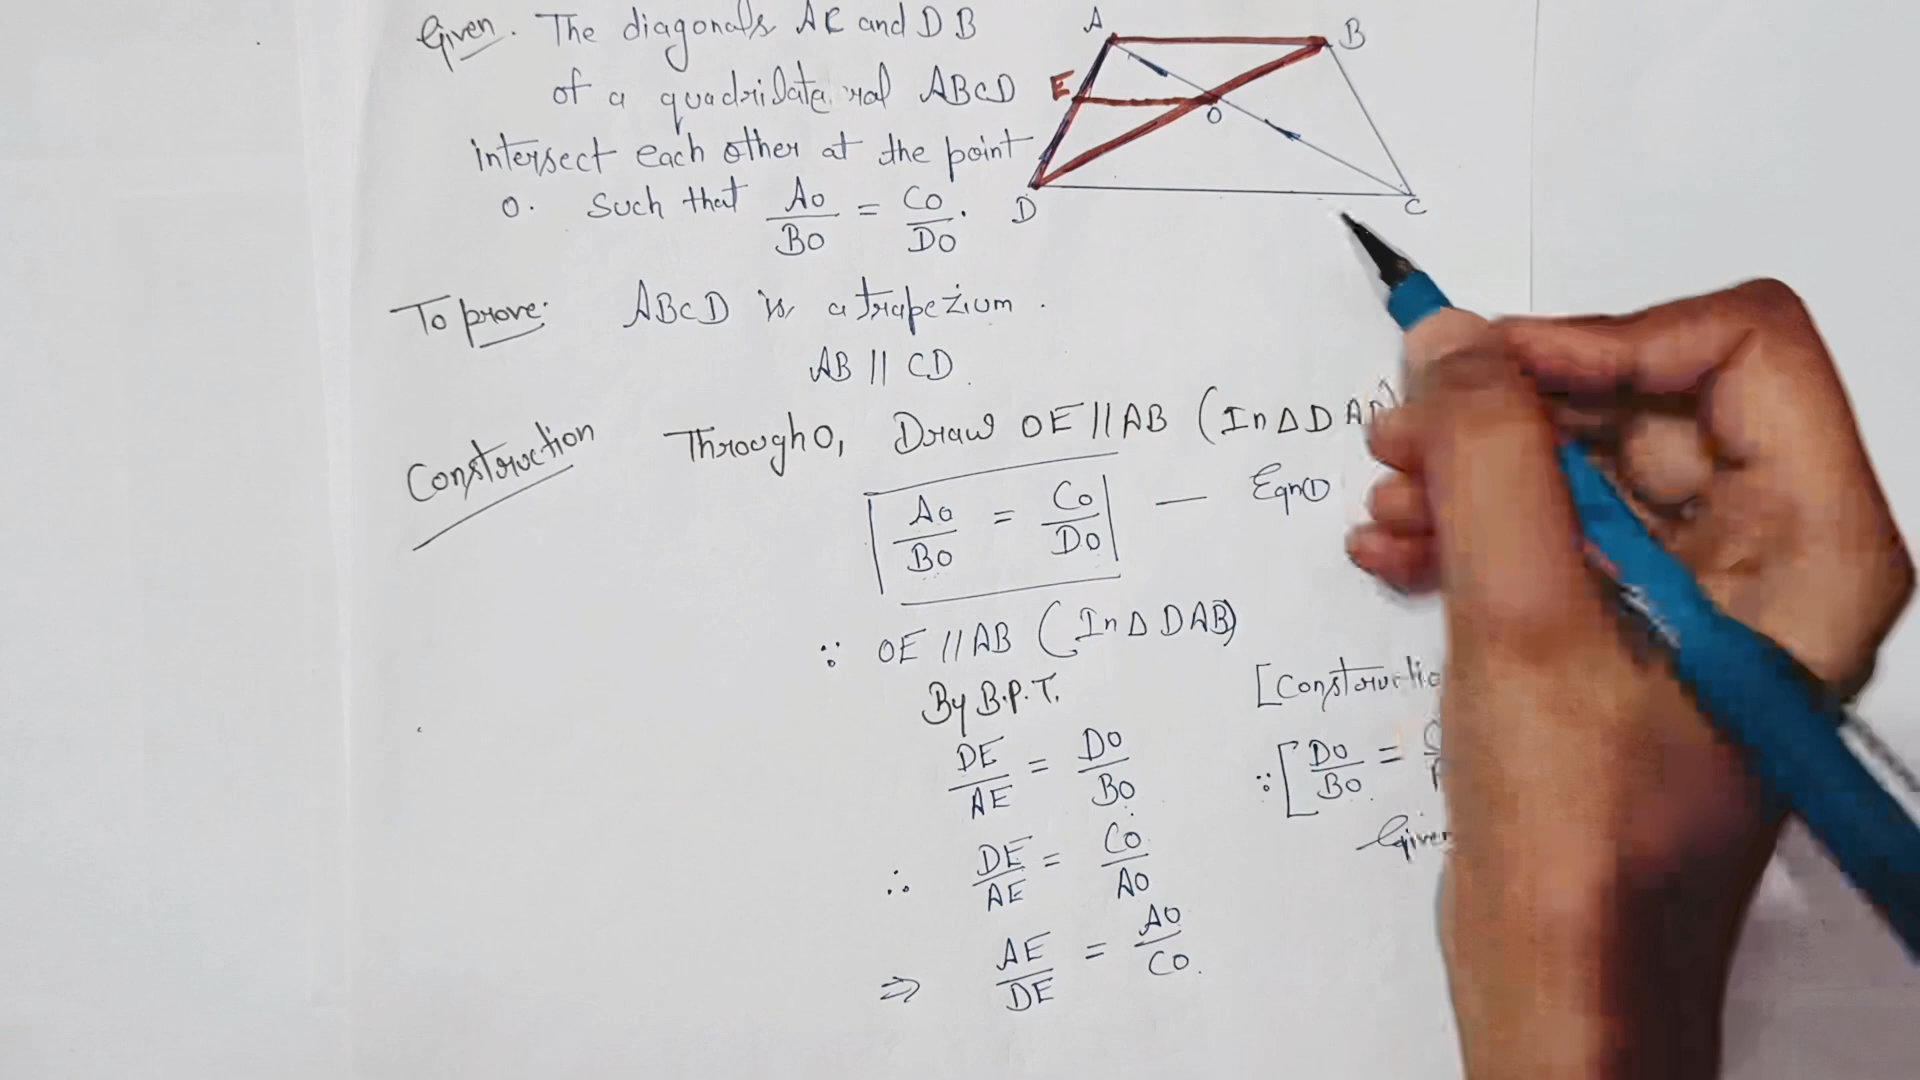 Given. The diagonals AC and DB
of a quadrilateral ABCD
intersect each other at the point
O. Such that AO/BO = CO/DO.
A
B
E
O
D
C
To prove: ABCD is a trapezium.
AB || CD.
Construction Through O, Draw OE || AB (In Δ DAB)
AO/BO = CO/DO — Eqn ①
∵ OE || AB (In Δ DAB)
By B.P.T. [Constructio
DE/AE = DO/BO ∵ [DO/BO =
Given
∴ DE/AE = CO/AO
⇒ AE/DE = AO/CO.